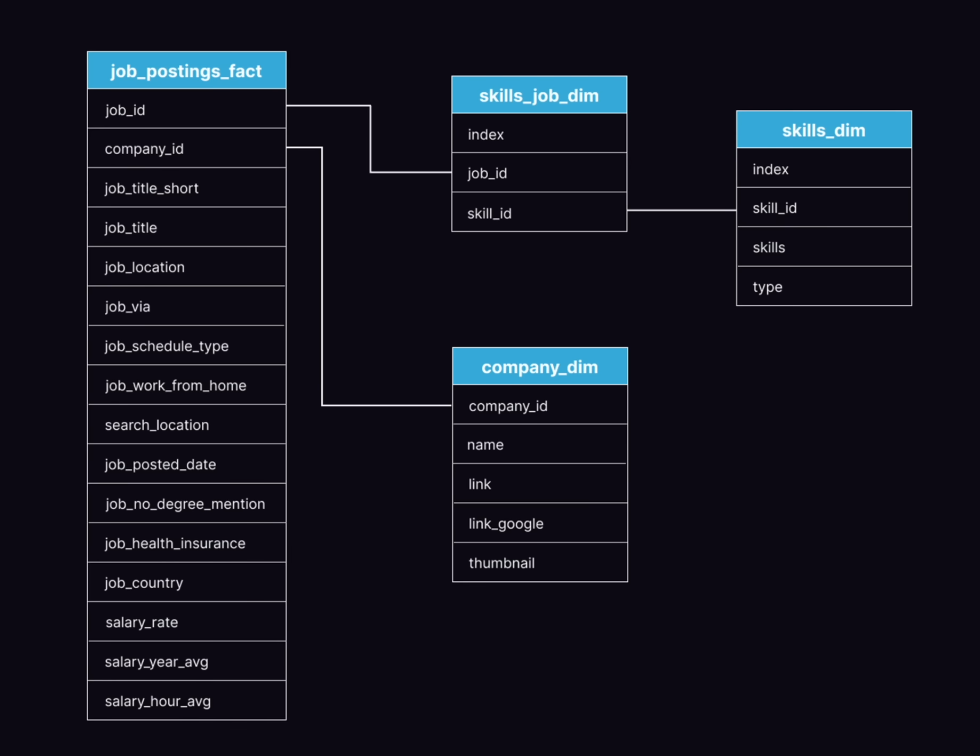 job_postings_fact
job_id
company_id
job_title_short
job_title
job_location
job_via
job_schedule_type
job_work_from_home
search_location
job_posted_date
job_no_degree_mention
job_health_insurance
job_country
salary_rate
salary_year_avg
salary_hour_avg
skills_job_dim
index
job_id
skill_id
skills_dim
index
skill_id
skills
type
company_dim
company_id
name
link
link_google
thumbnail